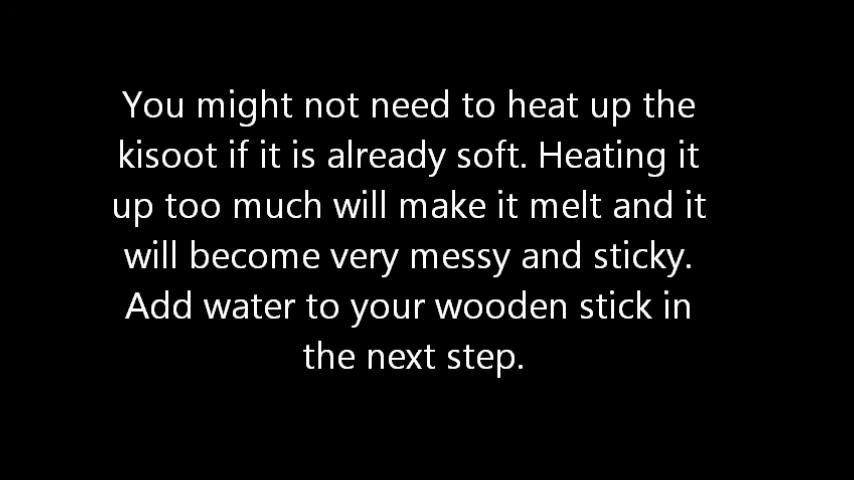 You might not need to heat up the
kisoot if it is already soft. Heating it
up too much will make it melt and it
will become very messy and sticky.
Add water to your wooden stick in
the next step.